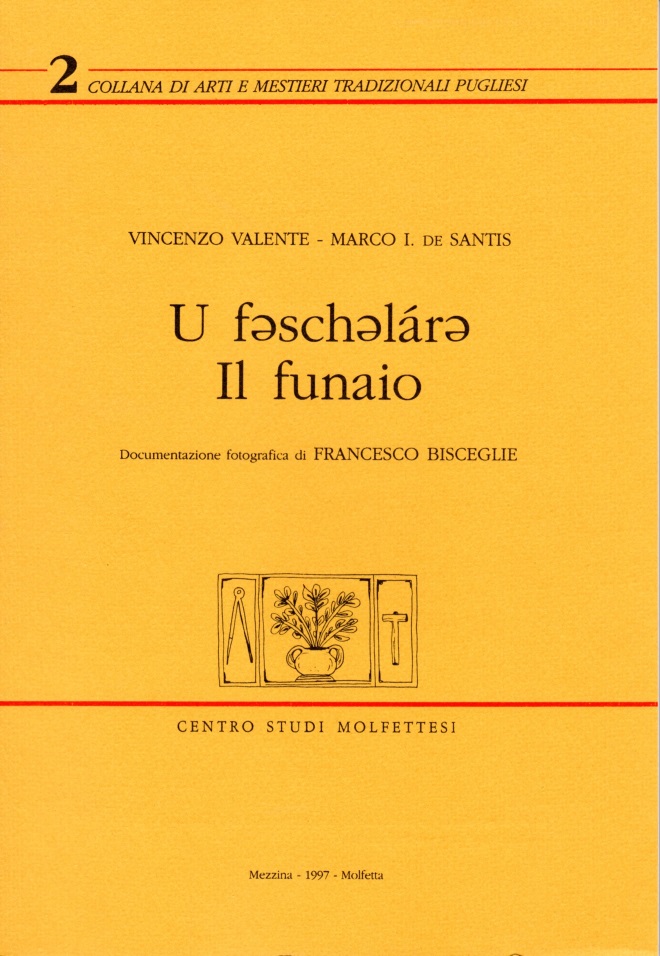 2 COLLANA DI ARTI E MESTIERI TRADIZIONALI PUGLIESI
VINCENZO VALENTE - MARCO I. DE SANTIS
U fəschəlárə
Il funaio
Documentazione fotografica di FRANCESCO BISCEGLIE
CENTRO STUDI MOLFETTESI
Mezzina - 1997 - Molfetta